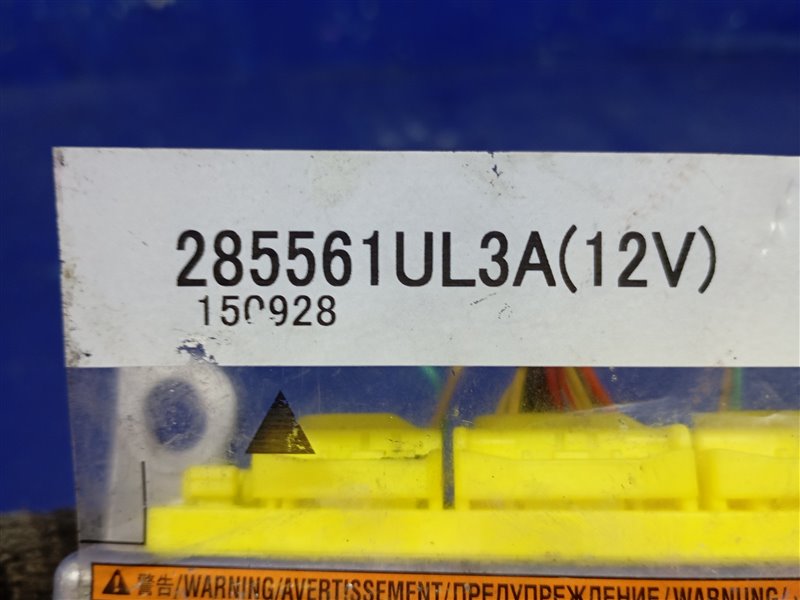 285561UL3A(12V)
150928
警告/WARNING/AVERTISSEMENT/ПРЕДУПРЕЖДЕНИЕ/WARNUNG/